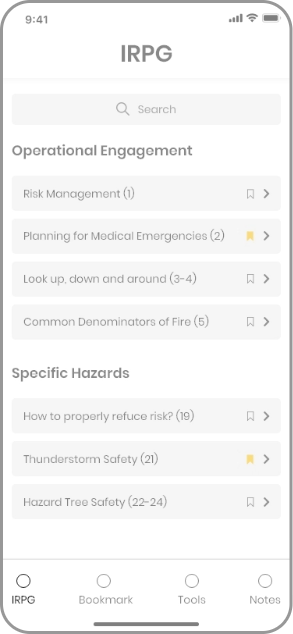 9:41
IRPG
Search
Operational Engagement
Risk Management (1)
Planning for Medical Emergencies (2)
Look up, down and around (3-4)
Common Denominators of Fire (5)
Specific Hazards
How to properly refuce risk? (19)
Thunderstorm Safety (21)
Hazard Tree Safety (22-24)
IRPG Bookmark Tools Notes